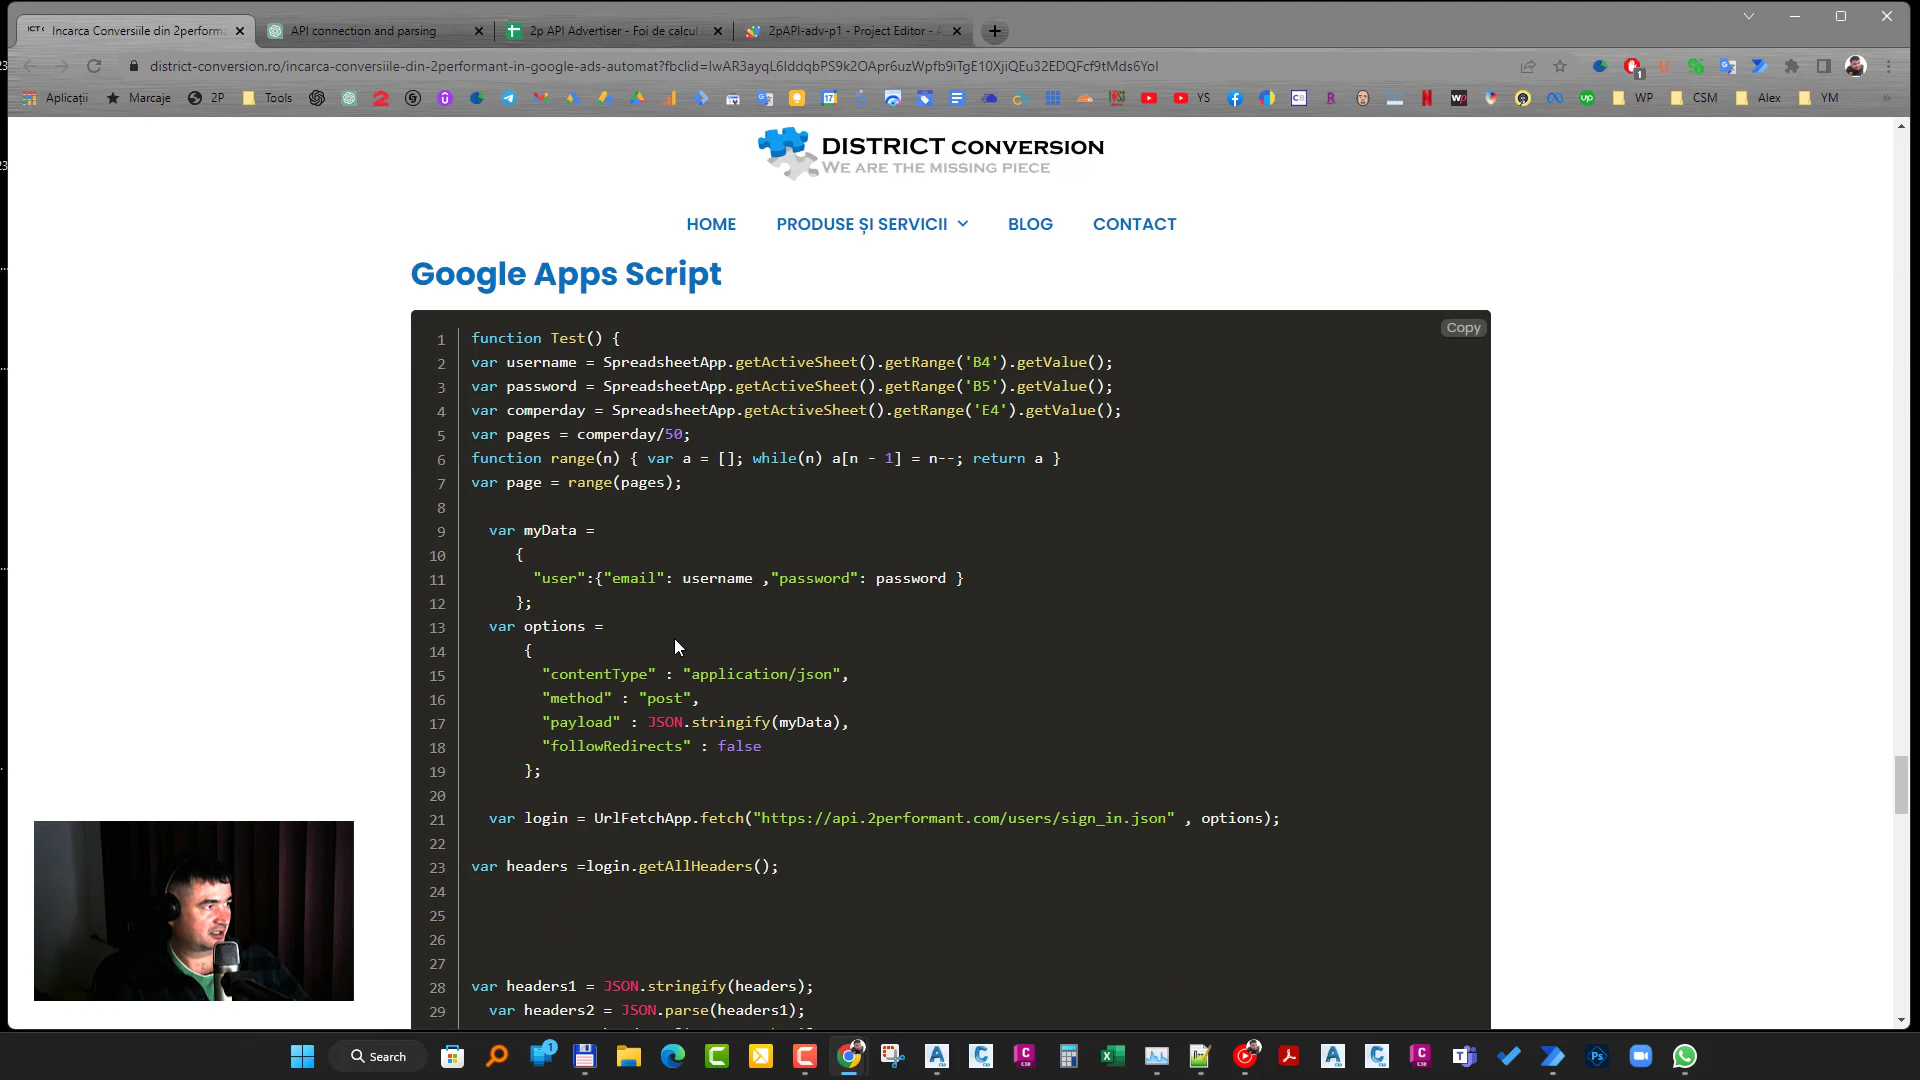 Incarca Conversiile din 2performa
API connection and parsing
2p API Advertiser - Foi de calcul
2pAPI-adv-p1 - Project Editor -
district-conversion.ro/incarca-conversiile-din-2performant-in-google-ads-automat?fbclid=IwAR3ayqL6IddqbPS9k2OApr6uzWpfb9iTgE10XjiQEu32EDQFcf9tMds6YoI
Aplicații
Marcaje
2P
Tools
YS
WP
CSM
Alex
YM
DISTRICT CONVERSION
WE ARE THE MISSING PIECE
HOME
PRODUSE ȘI SERVICII
BLOG
CONTACT
Google Apps Script
Copy
1 function Test() {
2 var username = SpreadsheetApp.getActiveSheet().getRange('B4').getValue();
3 var password = SpreadsheetApp.getActiveSheet().getRange('B5').getValue();
4 var comperday = SpreadsheetApp.getActiveSheet().getRange('E4').getValue();
5 var pages = comperday/50;
6 function range(n) { var a = []; while(n) a[n - 1] = n--; return a }
7 var page = range(pages);
8
9 var myData =
10 {
11 "user":{"email": username ,"password": password }
12 };
13 var options =
14 {
15 "contentType" : "application/json",
16 "method" : "post",
17 "payload" : JSON.stringify(myData),
18 "followRedirects" : false
19 };
20
21 var login = UrlFetchApp.fetch("https://api.2performant.com/users/sign_in.json" , options);
22
23 var headers =login.getAllHeaders();
24
25
26
27
28 var headers1 = JSON.stringify(headers);
29 var headers2 = JSON.parse(headers1);
Search